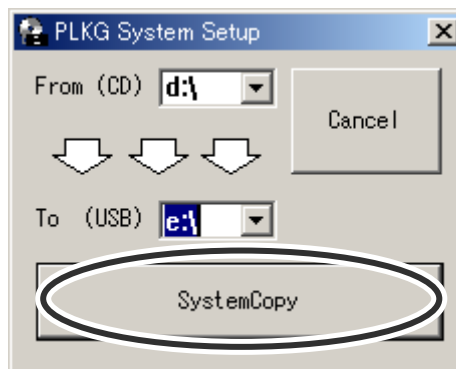 PLKG System Setup
From (CD) d:\
Cancel
To (USB) e:\
SystemCopy